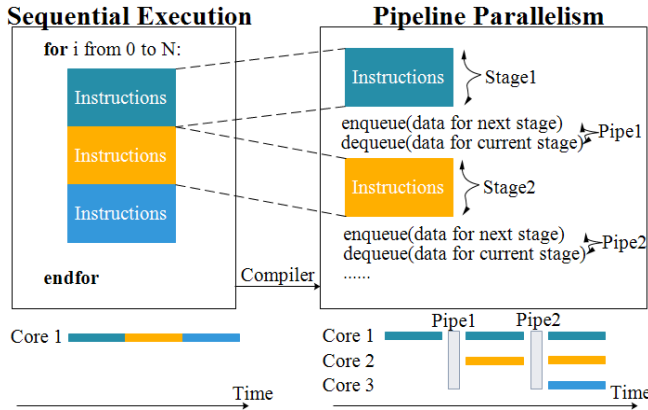 Sequential Execution
for i from 0 to N:
Instructions
Instructions
Instructions
endfor
Compiler
Core 1
Time
Pipeline Parallelism
Instructions
Stage1
enqueue(data for next stage)
dequeue(data for current stage)
Pipe1
Instructions
Stage2
enqueue(data for next stage)
dequeue(data for current stage)
Pipe2
......
Pipe1
Pipe2
Core 1
Core 2
Core 3
Time